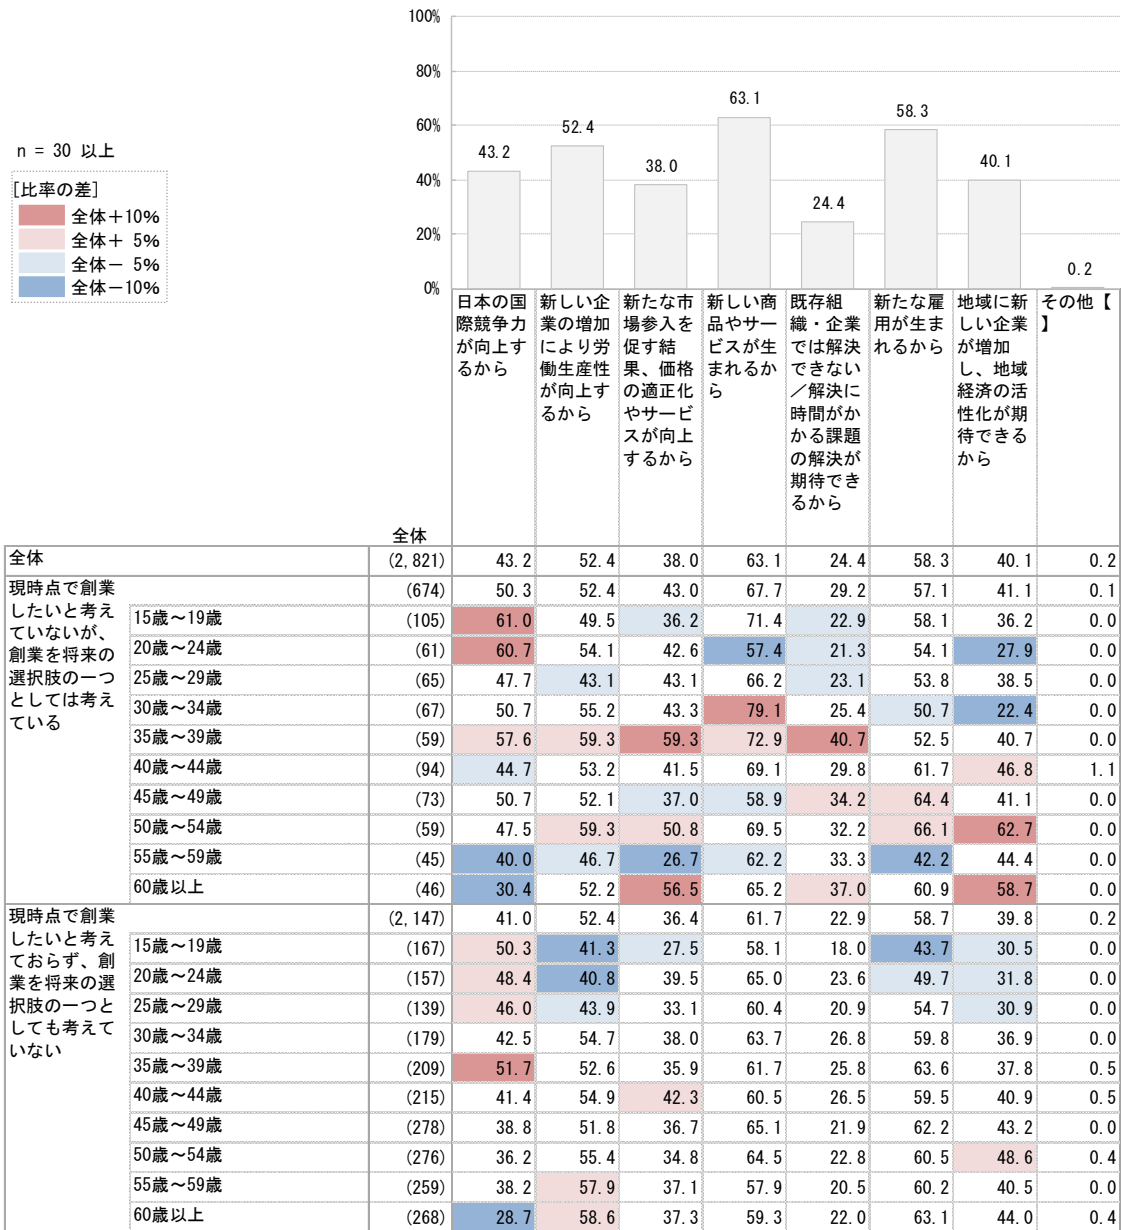 100%
80%
60%
40%
20%
0%
43.2
52.4
38.0
63.1
24.4
58.3
40.1
0.2
n = 30 以上
[比率の差]
全体＋10%
全体＋ 5%
全体－ 5%
全体－10%
日本の国
際競争力
が向上す
るから
新しい企
業の増加
により労
働生産性
が向上す
るから
新たな市
場参入を
促す結
果、価格
の適正化
やサービ
スが向上
するから
新しい商
品やサー
ビスが生
まれるか
ら
既存組
織・企業
では解決
できない
／解決に
時間がか
かる課題
の解決が
期待でき
るから
新たな雇
用が生ま
れるから
地域に新
しい企業
が増加
し、地域
経済の活
性化が期
待できる
から
その他【
】
全体
全体 (2,821) 43.2 52.4 38.0 63.1 24.4 58.3 40.1 0.2
現時点で創業
したいと考え
ていないが、
創業を将来の
選択肢の一つ
としては考え
ている
(674) 50.3 52.4 43.0 67.7 29.2 57.1 41.1 0.1
15歳～19歳 (105) 61.0 49.5 36.2 71.4 22.9 58.1 36.2 0.0
20歳～24歳 (61) 60.7 54.1 42.6 57.4 21.3 54.1 27.9 0.0
25歳～29歳 (65) 47.7 43.1 43.1 66.2 23.1 53.8 38.5 0.0
30歳～34歳 (67) 50.7 55.2 43.3 79.1 25.4 50.7 22.4 0.0
35歳～39歳 (59) 57.6 59.3 59.3 72.9 40.7 52.5 40.7 0.0
40歳～44歳 (94) 44.7 53.2 41.5 69.1 29.8 61.7 46.8 1.1
45歳～49歳 (73) 50.7 52.1 37.0 58.9 34.2 64.4 41.1 0.0
50歳～54歳 (59) 47.5 59.3 50.8 69.5 32.2 66.1 62.7 0.0
55歳～59歳 (45) 40.0 46.7 26.7 62.2 33.3 42.2 44.4 0.0
60歳以上 (46) 30.4 52.2 56.5 65.2 37.0 60.9 58.7 0.0
現時点で創業
したいと考え
ておらず、創
業を将来の選
択肢の一つと
しても考えて
いない
(2,147) 41.0 52.4 36.4 61.7 22.9 58.7 39.8 0.2
15歳～19歳 (167) 50.3 41.3 27.5 58.1 18.0 43.7 30.5 0.0
20歳～24歳 (157) 48.4 40.8 39.5 65.0 23.6 49.7 31.8 0.0
25歳～29歳 (139) 46.0 43.9 33.1 60.4 20.9 54.7 30.9 0.0
30歳～34歳 (179) 42.5 54.7 38.0 63.7 26.8 59.8 36.9 0.0
35歳～39歳 (209) 51.7 52.6 35.9 61.7 25.8 63.6 37.8 0.5
40歳～44歳 (215) 41.4 54.9 42.3 60.5 26.5 59.5 40.9 0.5
45歳～49歳 (278) 38.8 51.8 36.7 65.1 21.9 62.2 43.2 0.0
50歳～54歳 (276) 36.2 55.4 34.8 64.5 22.8 60.5 48.6 0.4
55歳～59歳 (259) 38.2 57.9 37.1 57.9 20.5 60.2 40.5 0.0
60歳以上 (268) 28.7 58.6 37.3 59.3 22.0 63.1 44.0 0.4